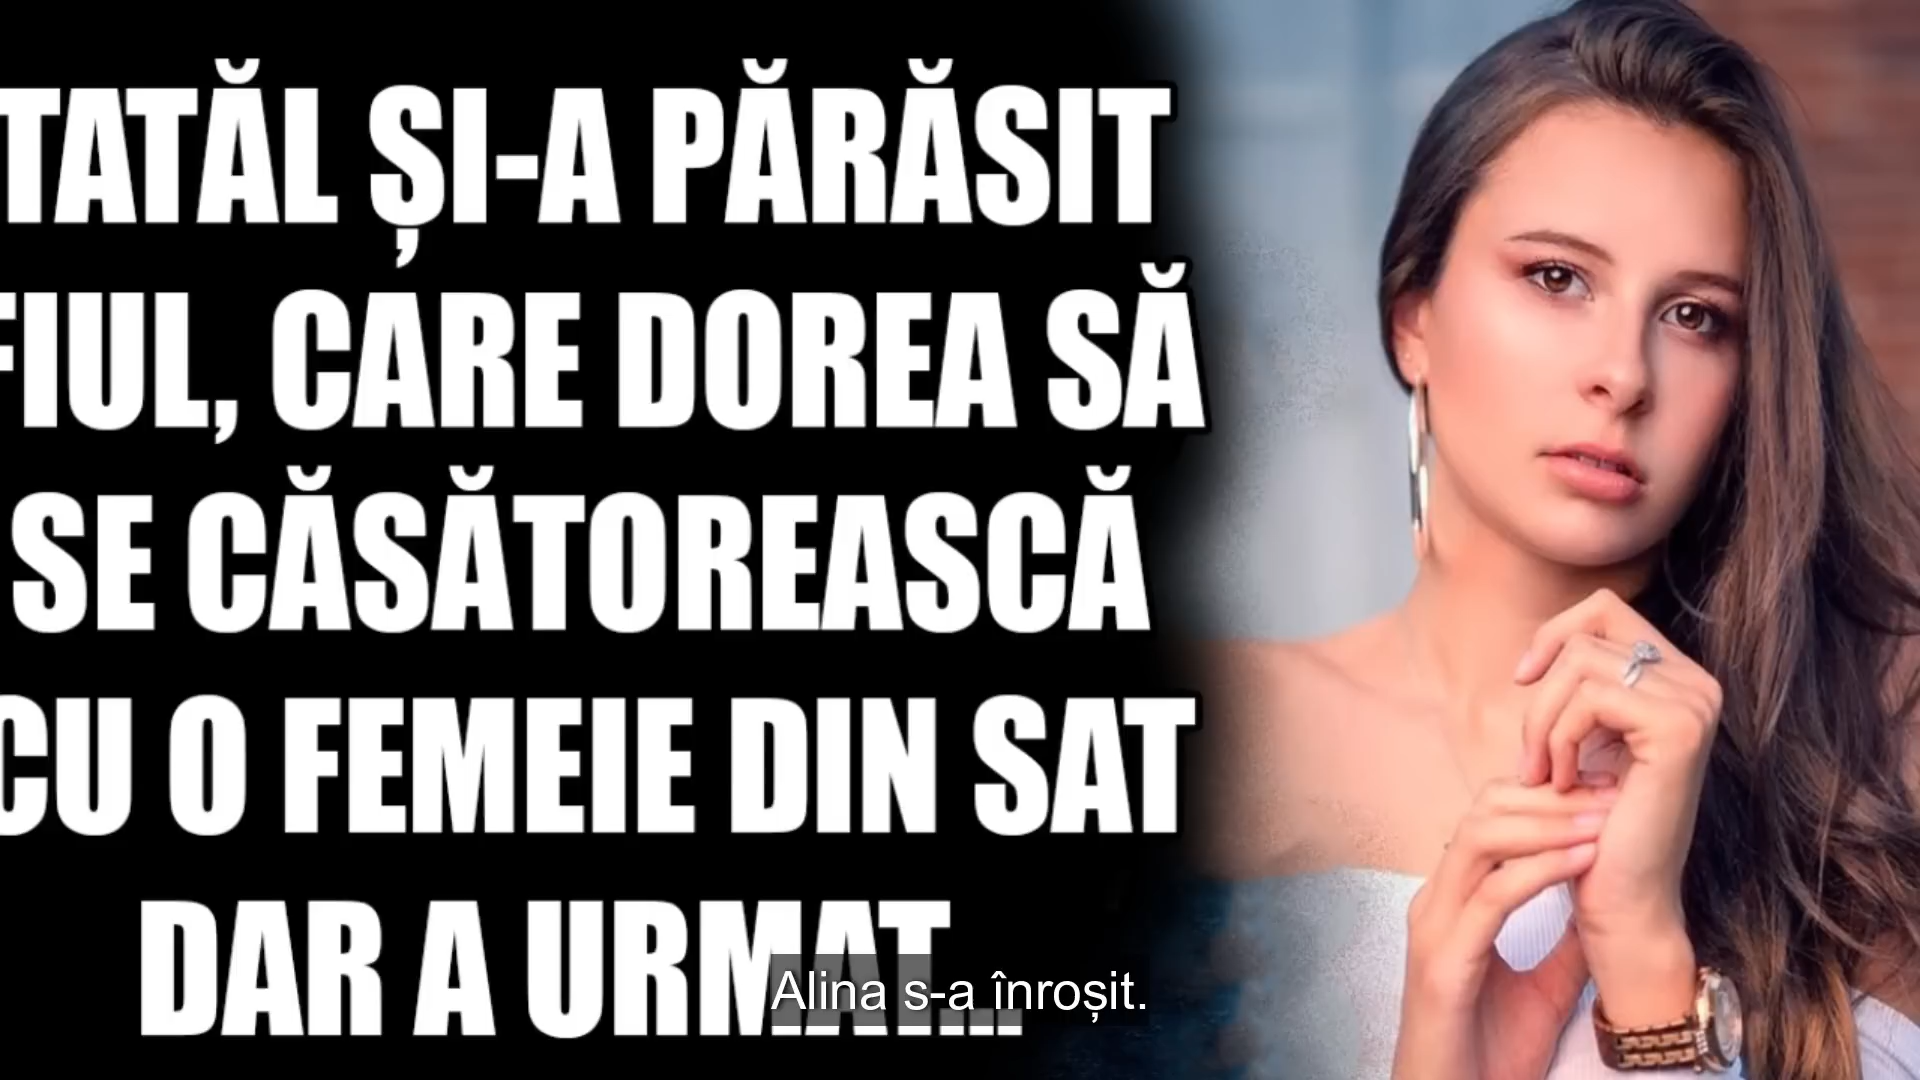 TATĂL ȘI-A PĂRĂSIT
FIUL, CARE DOREA SĂ
SE CĂSĂTOREASCĂ
CU O FEMEIE DIN SAT
DAR A URMAT...
Alina s-a înroșit.